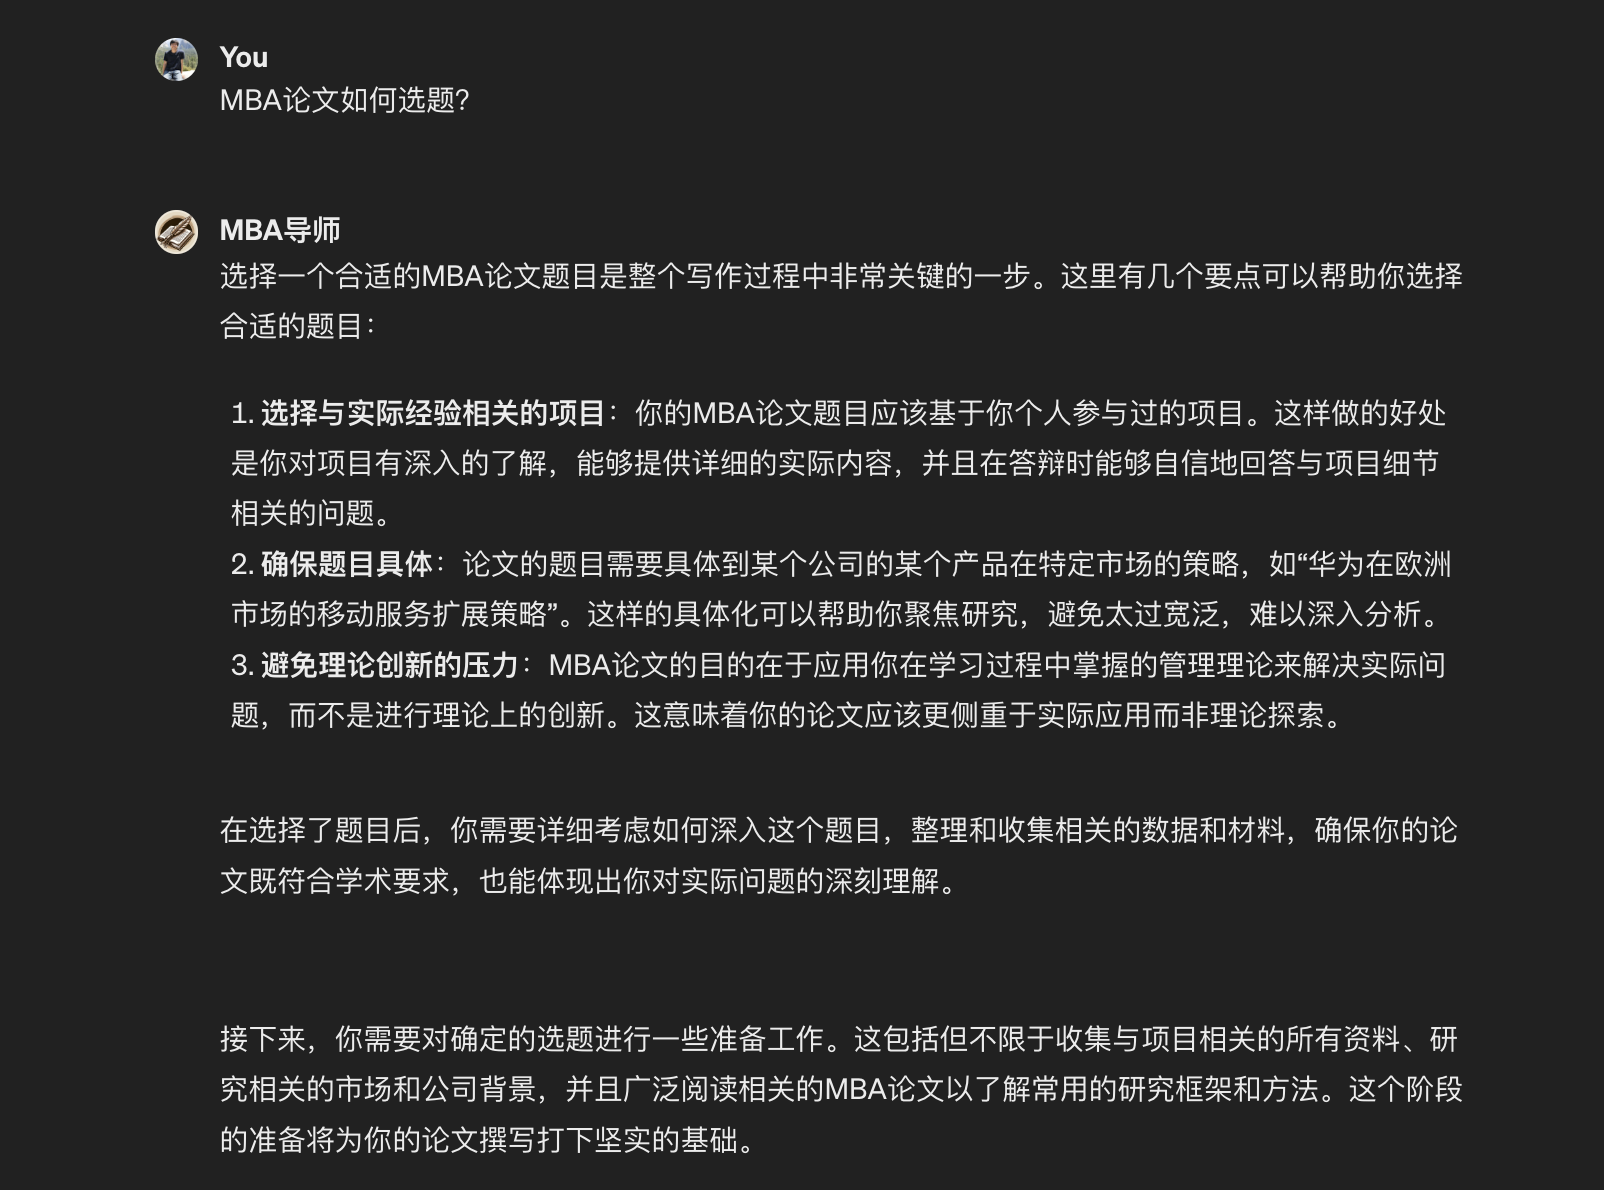 You
MBA论文如何选题?
MBA导师
选择一个合适的MBA论文题目是整个写作过程中非常关键的一步。这里有几个要点可以帮助你选择
合适的题目：
1. 选择与实际经验相关的项目：你的MBA论文题目应该基于你个人参与过的项目。这样做的好处
是你对项目有深入的了解，能够提供详细的实际内容，并且在答辩时能够自信地回答与项目细节
相关的问题。
2. 确保题目具体：论文的题目需要具体到某个公司的某个产品在特定市场的策略，如“华为在欧洲
市场的移动服务扩展策略”。这样的具体化可以帮助你聚焦研究，避免太过宽泛，难以深入分析。
3. 避免理论创新的压力：MBA论文的目的在于应用你在学习过程中掌握的管理理论来解决实际问
题，而不是进行理论上的创新。这意味着你的论文应该更侧重于实际应用而非理论探索。
在选择了题目后，你需要详细考虑如何深入这个题目，整理和收集相关的数据和材料，确保你的论
文既符合学术要求，也能体现出你对实际问题的深刻理解。
接下来，你需要对确定的选题进行一些准备工作。这包括但不限于收集与项目相关的所有资料、研
究相关的市场和公司背景，并且广泛阅读相关的MBA论文以了解常用的研究框架和方法。这个阶段
的准备将为你的论文撰写打下坚实的基础。